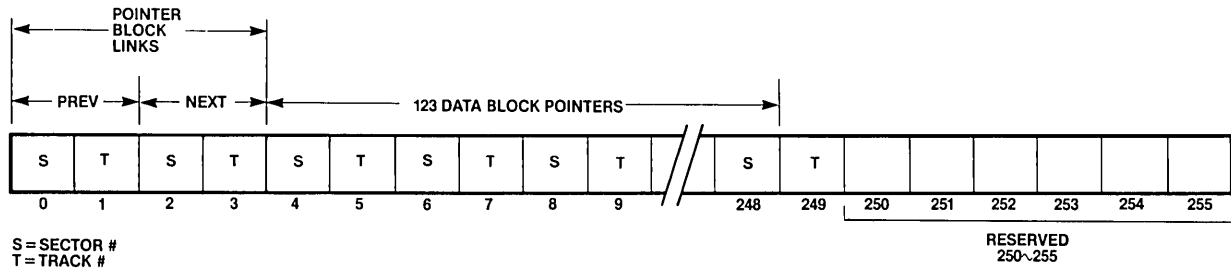 POINTER
BLOCK
LINKS
PREV NEXT 123 DATA BLOCK POINTERS
S T S T S T S T S T S T
0 1 2 3 4 5 6 7 8 9 248 249 250 251 252 253 254 255
S = SECTOR #
T = TRACK #
RESERVED
250~255